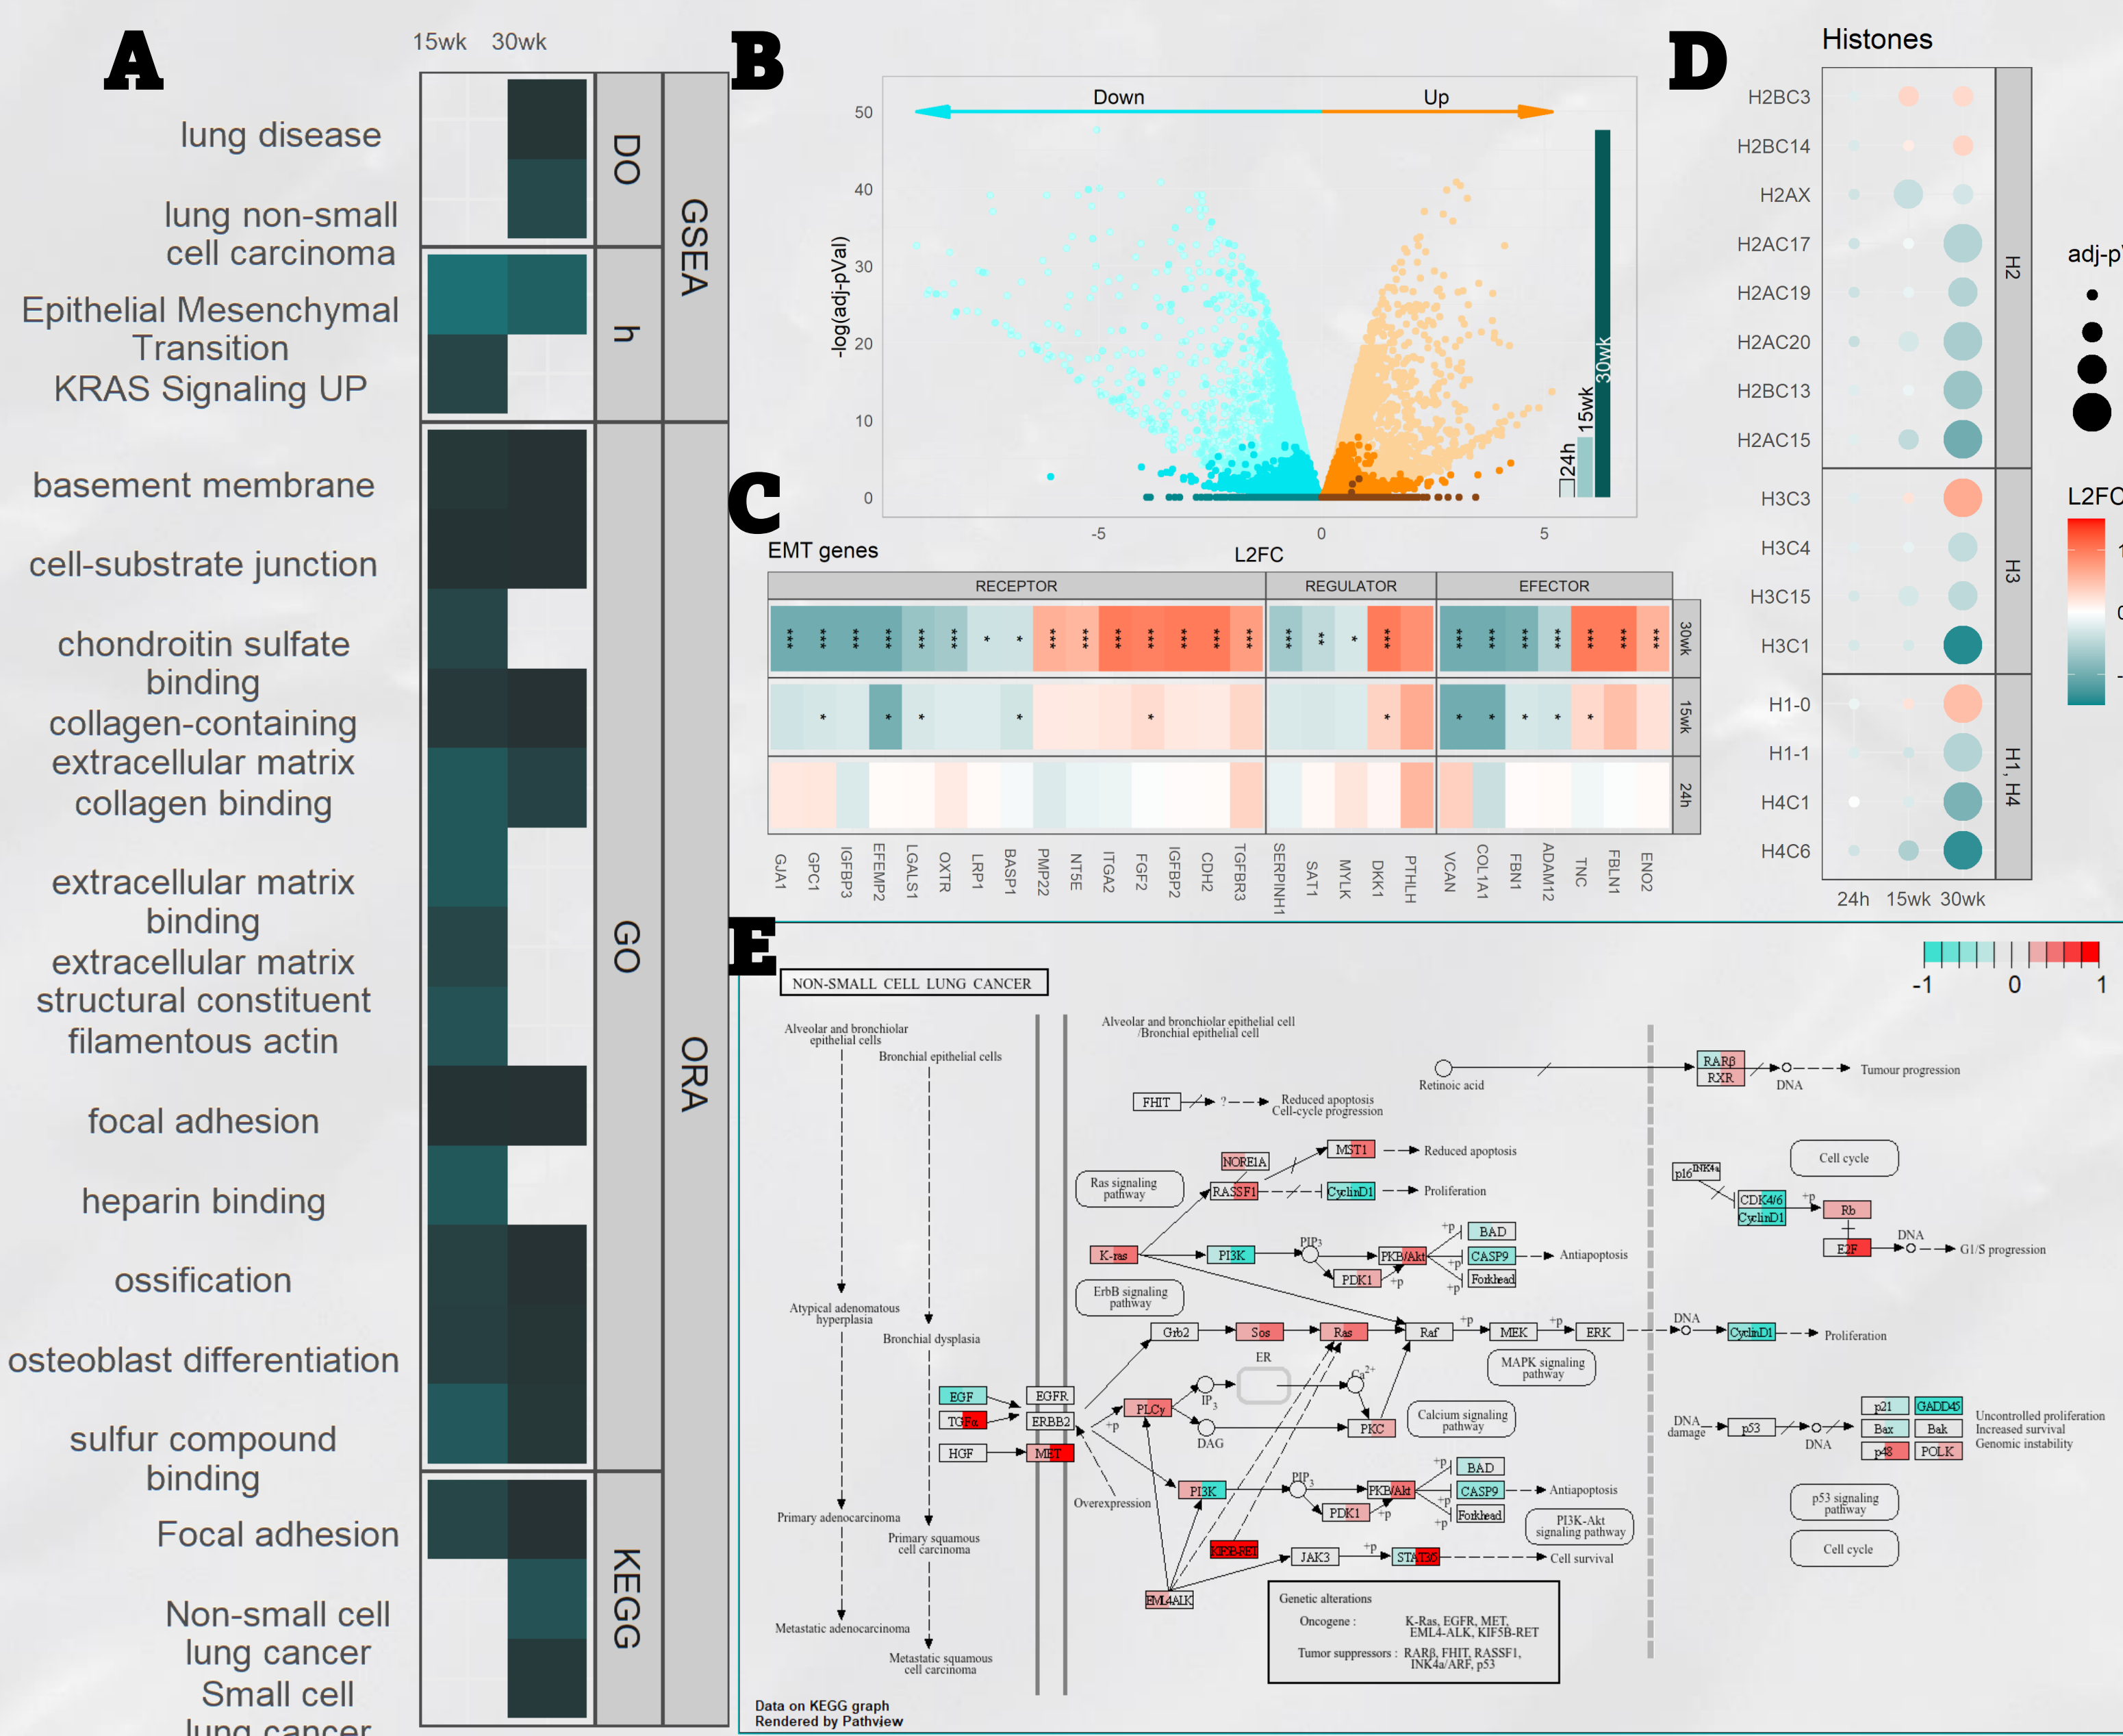 A
15wk 30wk
lung disease
lung non-small
cell carcinoma
Epithelial Mesenchymal
Transition
KRAS Signaling UP
basement membrane
cell-substrate junction
chondroitin sulfate
binding
collagen-containing
extracellular matrix
collagen binding
extracellular matrix
binding
extracellular matrix
structural constituent
filamentous actin
focal adhesion
heparin binding
ossification
osteoblast differentiation
sulfur compound
binding
Focal adhesion
Non-small cell
lung cancer
Small cell
lung cancer
DO
h
GO
KEGG
GSEA
ORA
B
Down
Up
50
40
30
20
10
0
-log(adj-pVal)
-5
0
5
L2FC
24h
15wk
30wk
C
EMT genes
RECEPTOR
REGULATOR
EFECTOR
*** *** *** *** *** *** * * *** *** *** *** *** *** *** *** ** * *** *** *** *** *** *** *** ***
30wk
* * * * * * * * * * *
15wk
24h
GJA1
GPC1
IGFBP3
EFEMP2
LGALS1
OXTR
LRP1
BASP1
PMP22
NT5E
ITGA2
FGF2
IGFBP2
CDH2
TGFBR3
SERPINH1
SAT1
MYLK
DKK1
PTHLH
VCAN
COL1A1
FBN1
ADAM12
TNC
FBLN1
ENO2
D
Histones
H2BC3
H2BC14
H2AX
H2AC17
H2AC19
H2AC20
H2BC13
H2AC15
H3C3
H3C4
H3C15
H3C1
H1-0
H1-1
H4C1
H4C6
H2
H3
H1, H4
24h 15wk 30wk
adj-p
L2FC
E
-1 0 1
NON-SMALL CELL LUNG CANCER
Alveolar and bronchiolar
epithelial cells
Bronchial epithelial cells
Atypical adenomatous
hyperplasia
Bronchial dysplasia
Primary adenocarcinoma
Primary squamous
cell carcinoma
Metastatic adenocarcinoma
Metastatic squamous
cell carcinoma
Alveolar and bronchiolar epithelial cell
/Bronchial epithelial cell
Retinoic acid
RARβ
RXR
DNA
Tumour progression
FHIT
?
Reduced apoptosis
Cell-cycle progression
NORE1A
MST1
Reduced apoptosis
Ras signaling
pathway
RASSF1
CyclinD1
Proliferation
K-ras
PI3K
PIP3
PKB/Akt
PDK1
+p
+p
+p
+p
BAD
CASP9
Forkhead
Antiapoptosis
ErbB signaling
pathway
Grb2
Sos
Ras
Raf
+p
MEK
+p
ERK
DNA
CyclinD1
Proliferation
MAPK signaling
pathway
ER
Ca2+
IP3
DAG
PLCγ
PKC
Calcium signaling
pathway
EGF
EGFR
TGFα
ERBB2
HGF
MET
+p
Overexpression
PI3K
PIP3
PKB/Akt
PDK1
+p
+p
+p
+p
BAD
CASP9
Forkhead
Antiapoptosis
PI3K-Akt
signaling pathway
KIF5B-RET
JAK3
+p
STAT3/5
Cell survival
EML4ALK
p16INK4a
Cell cycle
CDK4/6
CyclinD1
+p
Rb
E2F
DNA
G1/S progression
DNA
damage
p53
DNA
p21
GADD45
Bax
Bak
p48
POLK
Uncontrolled proliferation
Increased survival
Genomic instability
p53 signaling
pathway
Cell cycle
Genetic alterations
Oncogene : K-Ras, EGFR, MET,
EML4-ALK, KIF5B-RET
Tumor suppressors : RARβ, FHIT, RASSF1,
INK4a/ARF, p53
Data on KEGG graph
Rendered by Pathview